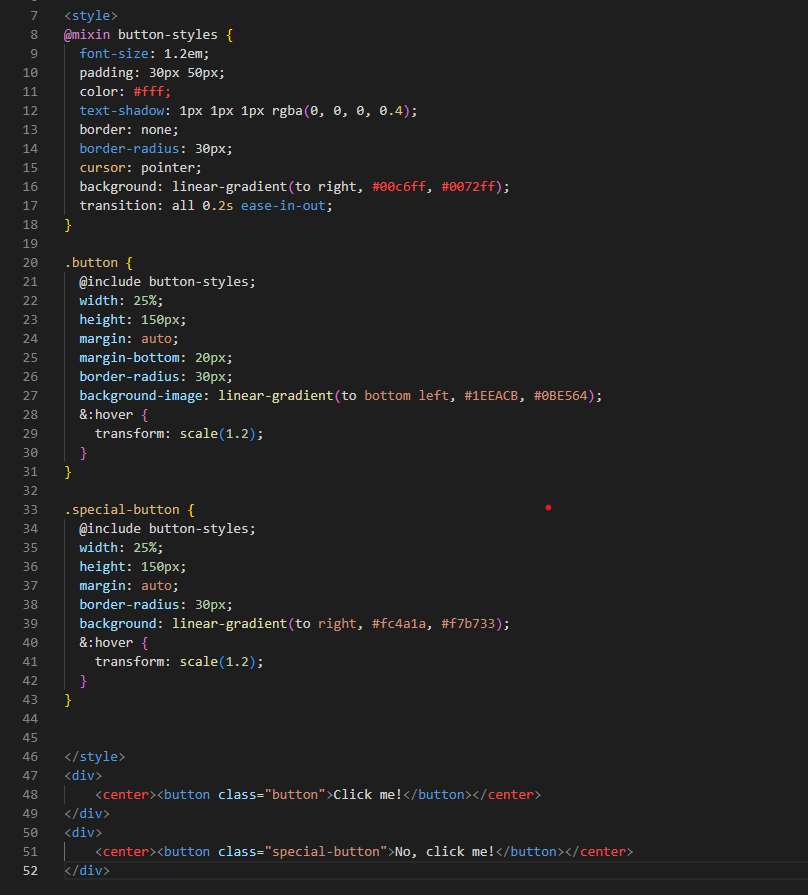 7 <style>
8 @mixin button-styles {
9   font-size: 1.2em;
10   padding: 30px 50px;
11   color: #fff;
12   text-shadow: 1px 1px 1px rgba(0, 0, 0, 0.4);
13   border: none;
14   border-radius: 30px;
15   cursor: pointer;
16   background: linear-gradient(to right, #00c6ff, #0072ff);
17   transition: all 0.2s ease-in-out;
18 }
19
20 .button {
21   @include button-styles;
22   width: 25%;
23   height: 150px;
24   margin: auto;
25   margin-bottom: 20px;
26   border-radius: 30px;
27   background-image: linear-gradient(to bottom left, #1EEACB, #0BE564);
28   &:hover {
29     transform: scale(1.2);
30   }
31 }
32
33 .special-button {
34   @include button-styles;
35   width: 25%;
36   height: 150px;
37   margin: auto;
38   border-radius: 30px;
39   background: linear-gradient(to right, #fc4a1a, #f7b733);
40   &:hover {
41     transform: scale(1.2);
42   }
43 }
44
45
46 </style>
47 <div>
48     <center><button class="button">Click me!</button></center>
49 </div>
50 <div>
51     <center><button class="special-button">No, click me!</button></center>
52 </div>